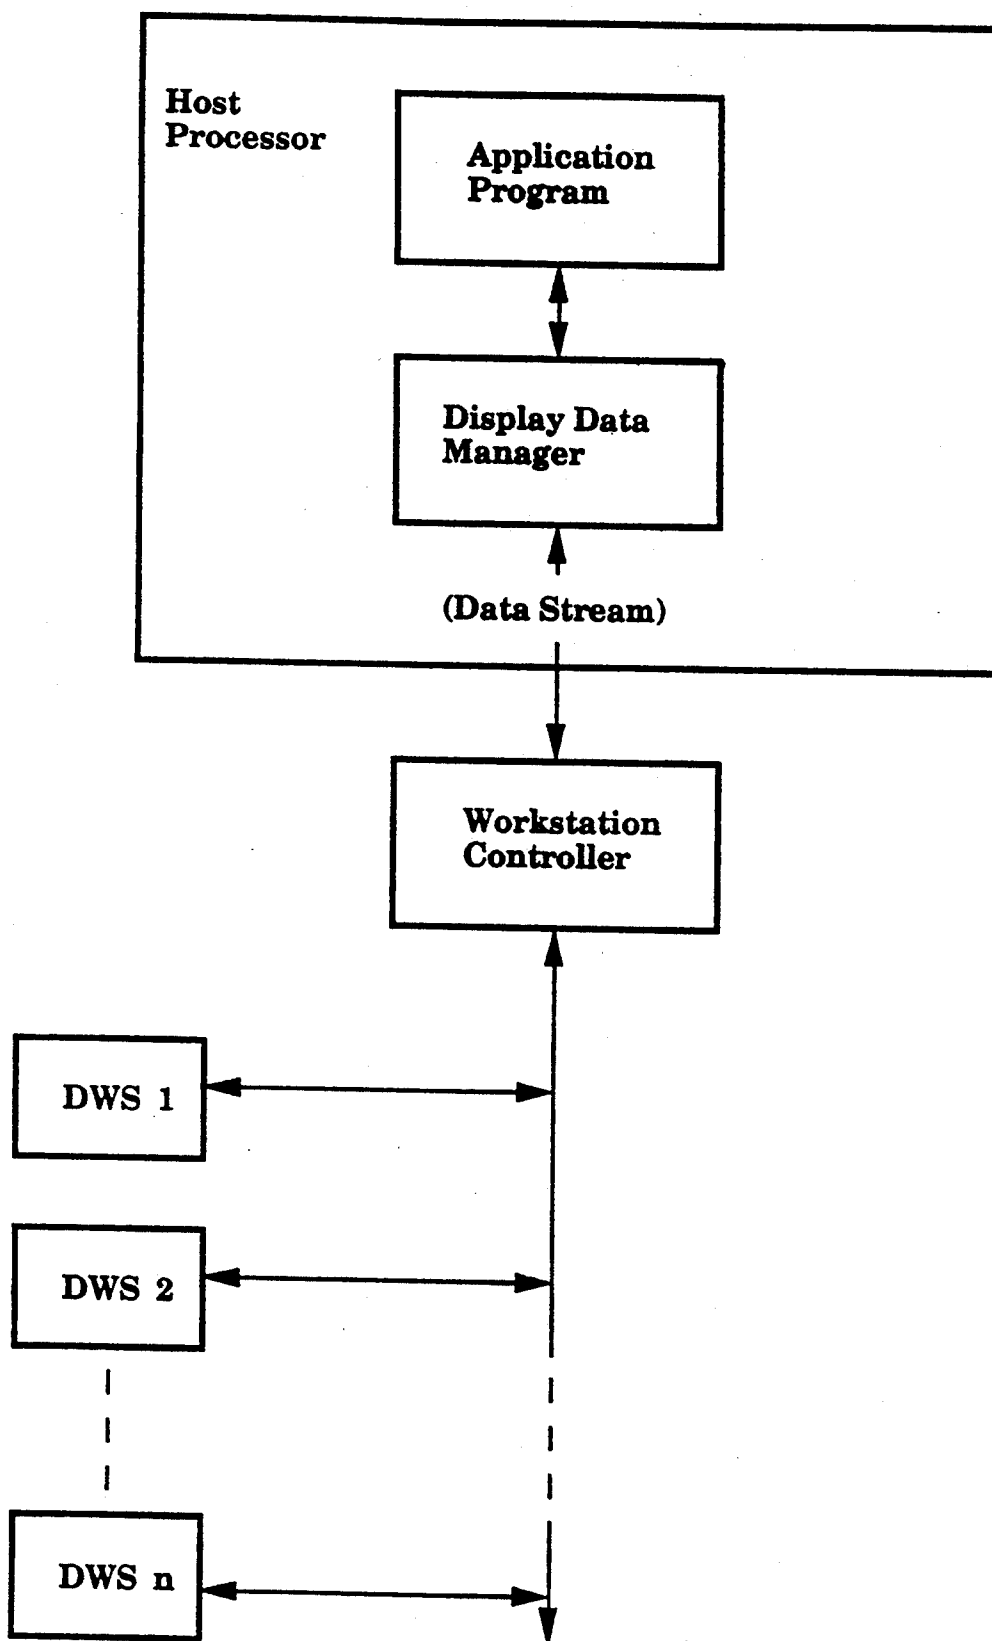 Host
Processor
Application
Program
Display Data
Manager
(Data Stream)
Workstation
Controller
DWS 1
DWS 2
DWS n